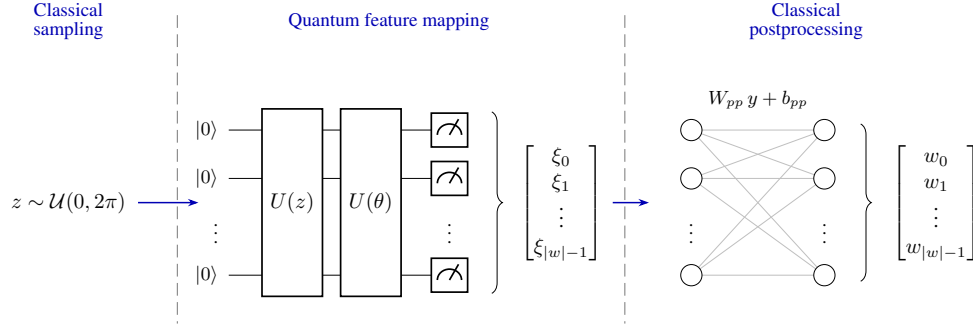 Classical
sampling
Quantum feature mapping
Classical
postprocessing
z ∼ 𝒰(0, 2π)
|0⟩
|0⟩
⋮
|0⟩
U(z)
U(θ)
⋮
ξ_0
ξ_1
⋮
ξ_{|w|−1}
W_{pp} y + b_{pp}
⋮
⋮
w_0
w_1
⋮
w_{|w|−1}